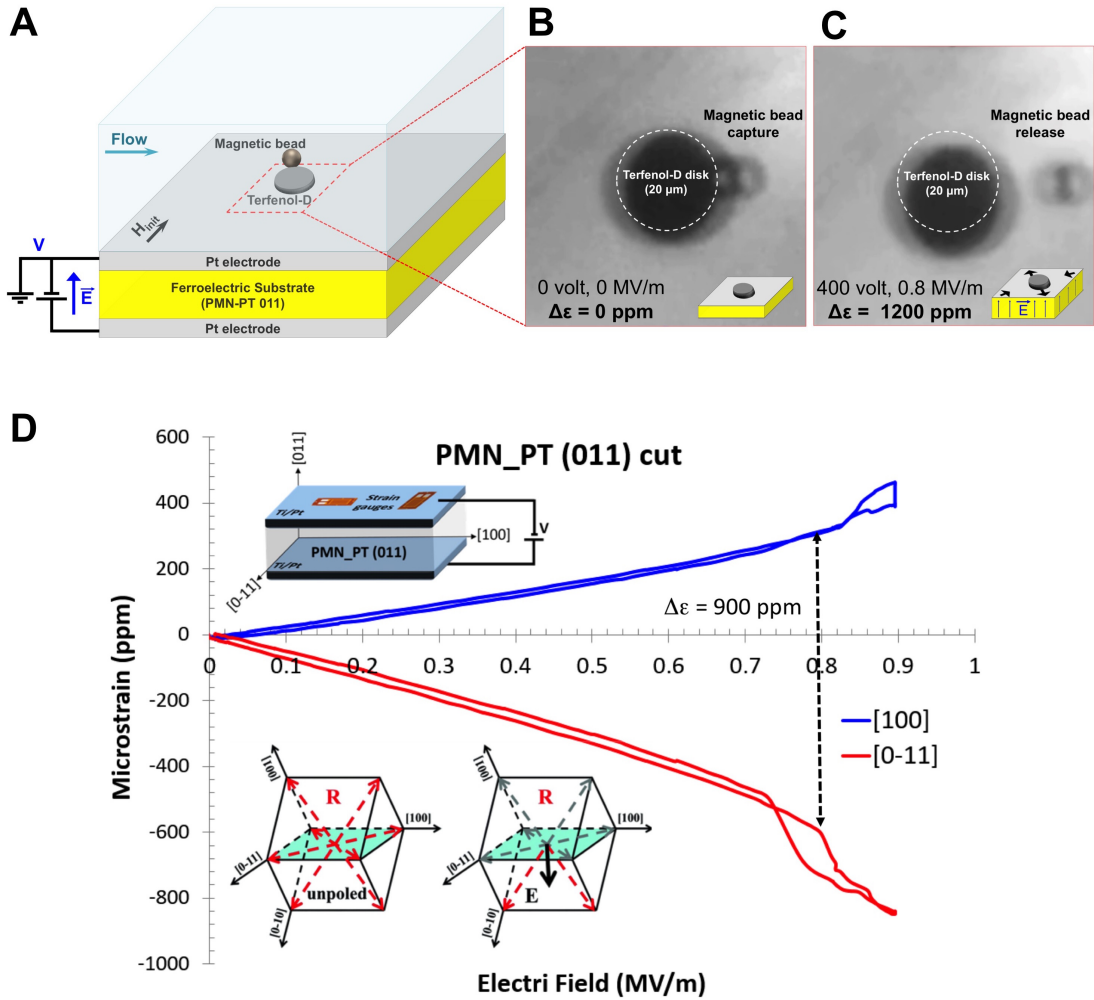 A
Flow
Magnetic bead
Terfenol-D
H_init
V
E
Pt electrode
Ferroelectric Substrate
(PMN-PT 011)
Pt electrode
B
Magnetic bead
capture
Terfenol-D disk
(20 µm)
0 volt, 0 MV/m
Δε = 0 ppm
C
Magnetic bead
release
Terfenol-D disk
(20 µm)
400 volt, 0.8 MV/m
Δε = 1200 ppm
E
D
PMN_PT (011) cut
Microstrain (ppm)
600
400
200
0
-200
-400
-600
-800
-1000
0
0.1
0.2
0.3
0.4
0.5
0.6
0.7
0.8
0.9
1
Electri Field (MV/m)
[011]
Strain
gauges
Ti/Pt
[100]
V
PMN_PT (011)
Ti/Pt
[0-11]
Δε = 900 ppm
[100]
[0-11]
[100]
R
[100]
[0-11]
unpoled
[0-10]
[100]
R
[100]
[0-11]
E
[0-10]